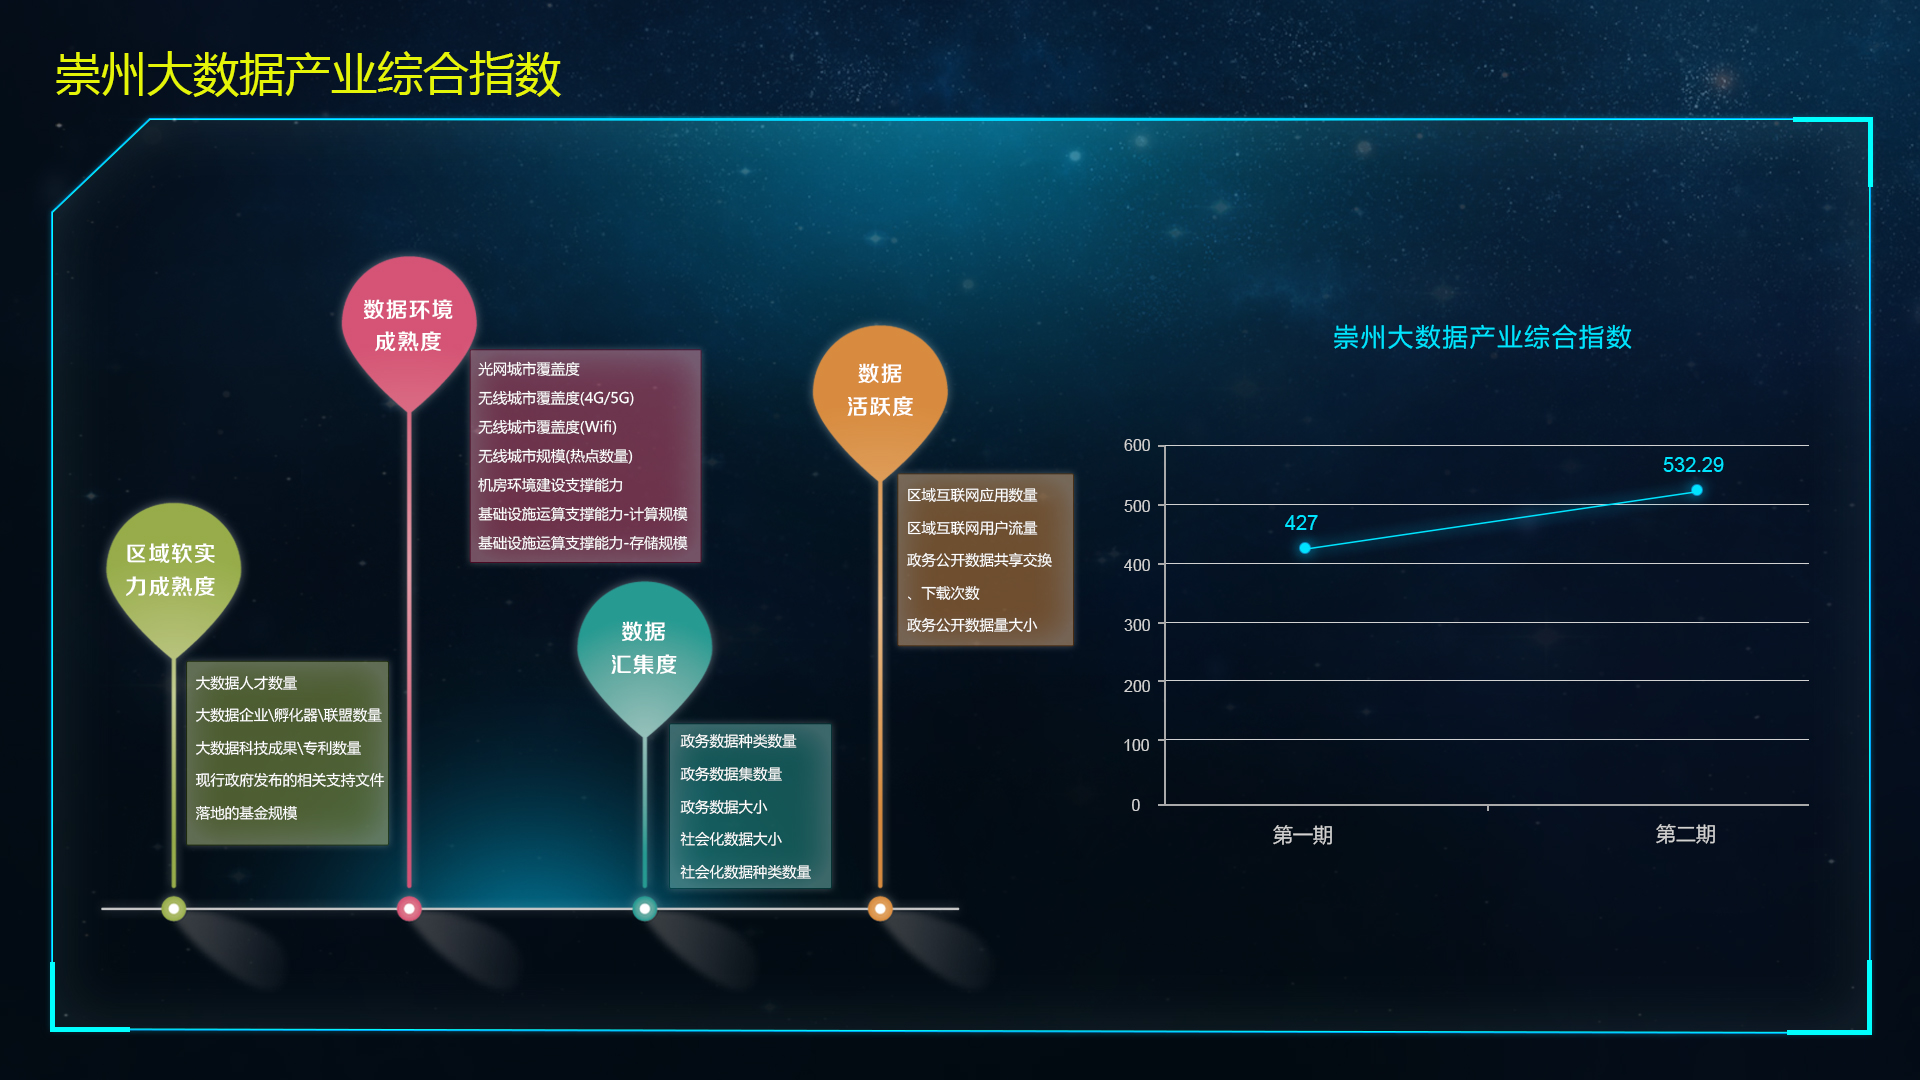 崇州大数据产业综合指数
区域软实
力成熟度
大数据人才数量
大数据企业\孵化器\联盟数量
大数据科技成果\专利数量
现行政府发布的相关支持文件
落地的基金规模
数据环境
成熟度
光网城市覆盖度
无线城市覆盖度(4G/5G)
无线城市覆盖度(Wifi)
无线城市规模(热点数量)
机房环境建设支撑能力
基础设施运算支撑能力-计算规模
基础设施运算支撑能力-存储规模
数据
汇集度
政务数据种类数量
政务数据集数量
政务数据大小
社会化数据大小
社会化数据种类数量
数据
活跃度
区域互联网应用数量
区域互联网用户流量
政务公开数据共享交换
、下载次数
政务公开数据量大小
崇州大数据产业综合指数
600
500
400
300
200
100
0
427
532.29
第一期
第二期